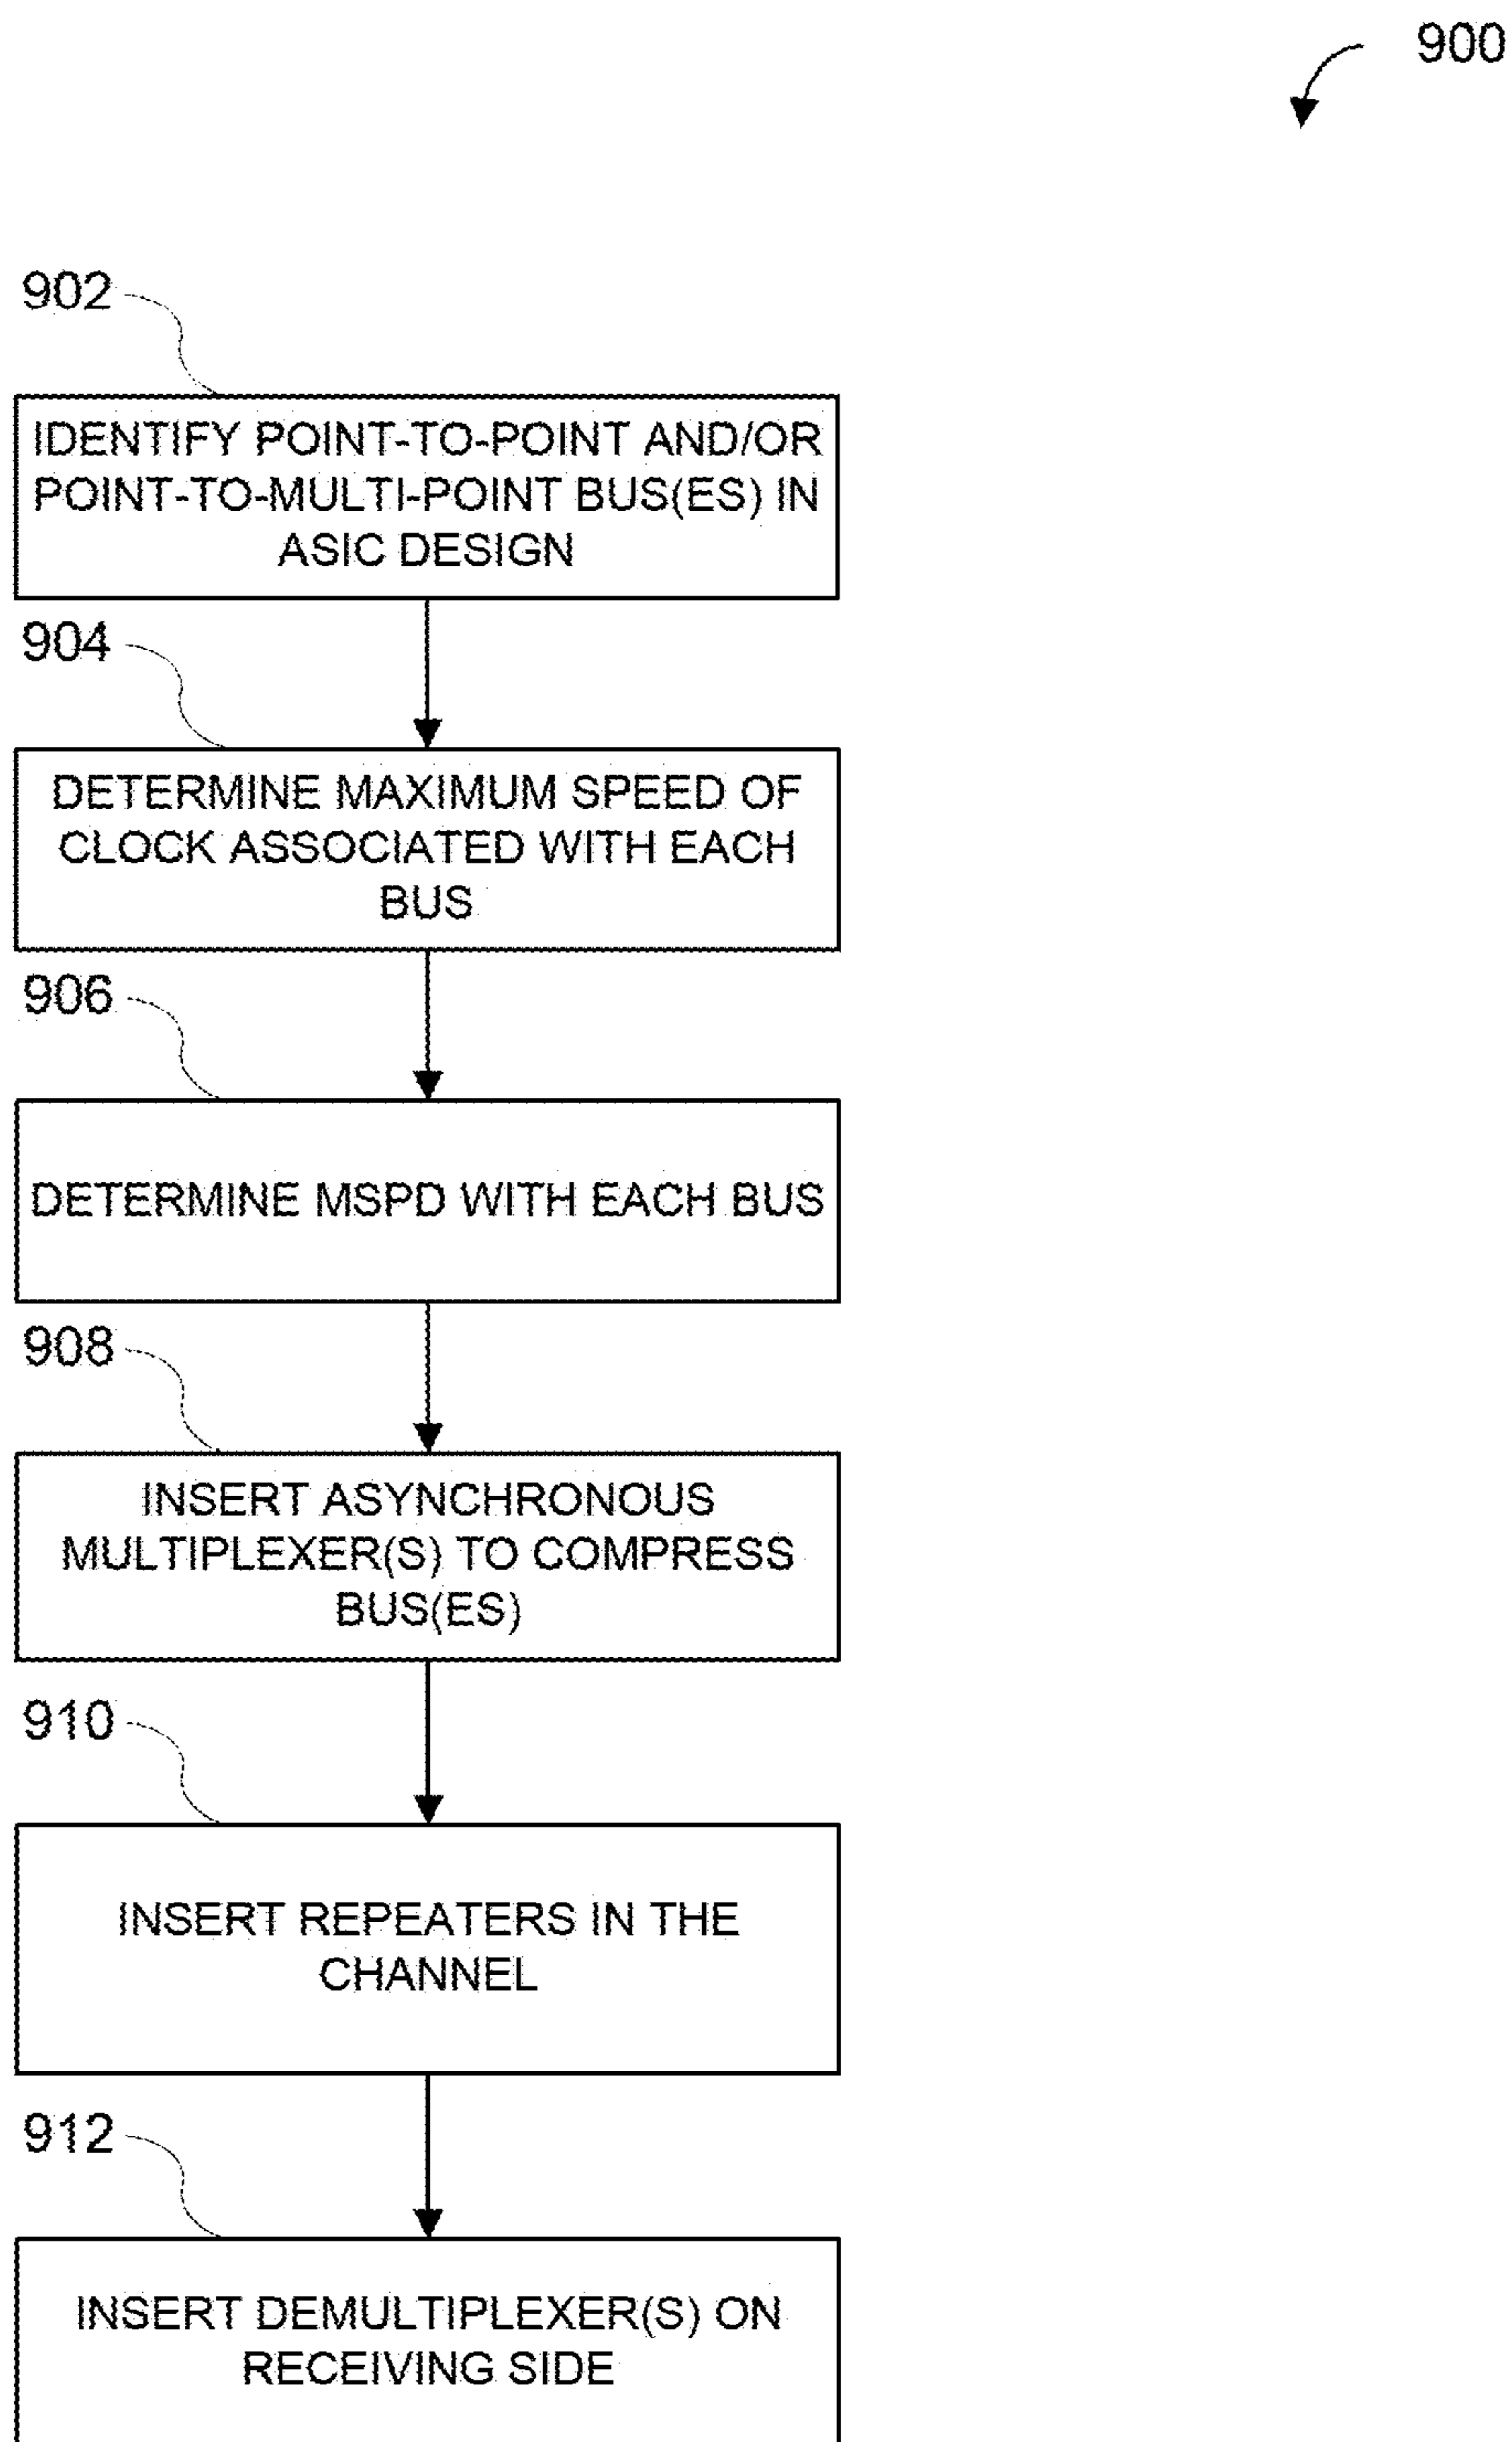 900
902
IDENTIFY POINT-TO-POINT AND/OR
POINT-TO-MULTI-POINT BUS(ES) IN
ASIC DESIGN
904
DETERMINE MAXIMUM SPEED OF
CLOCK ASSOCIATED WITH EACH
BUS
906
DETERMINE MSPD WITH EACH BUS
908
INSERT ASYNCHRONOUS
MULTIPLEXER(S) TO COMPRESS
BUS(ES)
910
INSERT REPEATERS IN THE
CHANNEL
912
INSERT DEMULTIPLEXER(S) ON
RECEIVING SIDE